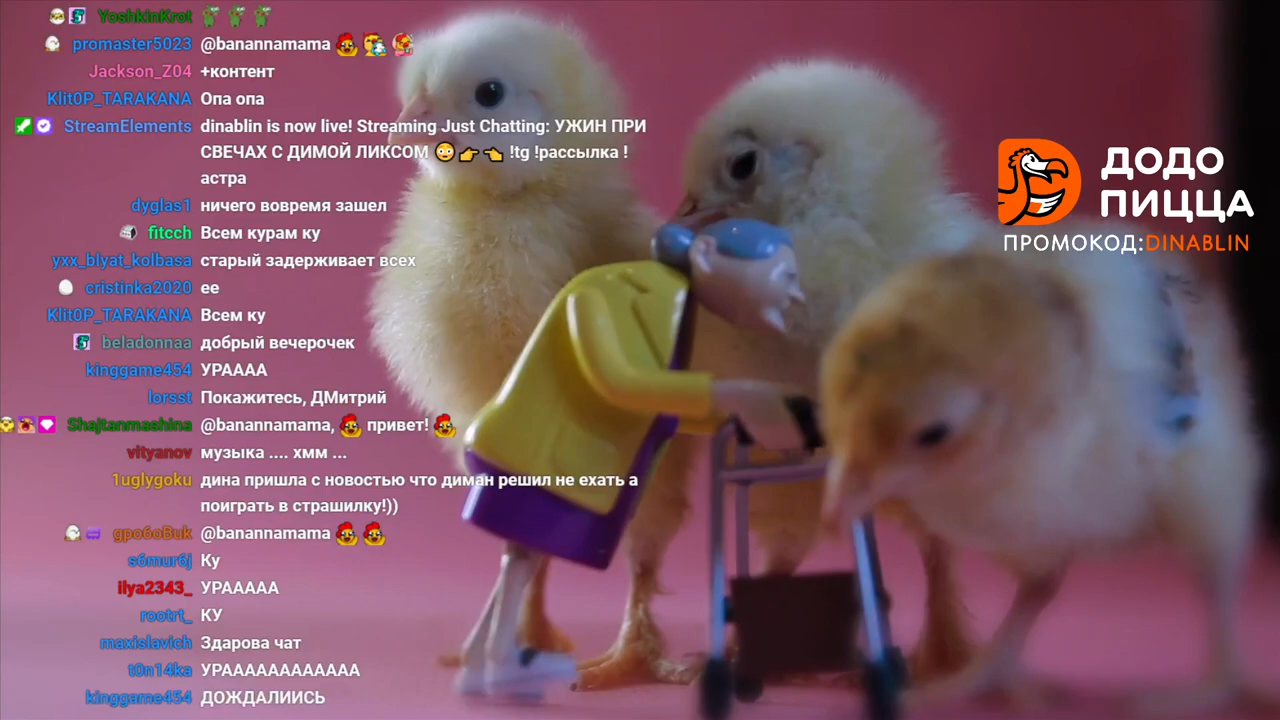 YoshkinKrot
promaster5023 @banannamama
Jackson_Z04 +контент
Klit0P_TARAKANA Опа опа
StreamElements dinablin is now live! Streaming Just Chatting: УЖИН ПРИ
СВЕЧАХ С ДИМОЙ ЛИКСОМ 😳👉👈 !tg !рассылка !
астра
dyglas1 ничего вовремя зашел
fitcch Всем курам ку
yxx_blyat_kolbasa старый задерживает всех
cristinka2020 ее
Klit0P_TARAKANA Всем ку
beladonnaa добрый вечерочек
kinggame454 УРАААА
lorsst Покажитесь, ДМитрий
Shajtanmashina @banannamama, привет!
vityanov музыка .... хмм ...
1uglygoku дина пришла с новостью что диман решил не ехать а
поиграть в страшилку!))
gpo6oBuk @banannamama
s6mur6j Ку
ilya2343_ УРААААА
rootrt_ КУ
maxislavich Здарова чат
t0n14ka УРАААААААААААА
kinggame454 ДОЖДАЛИИСЬ
ДОДО
ПИЦЦА
ПРОМОКОД:DINABLIN